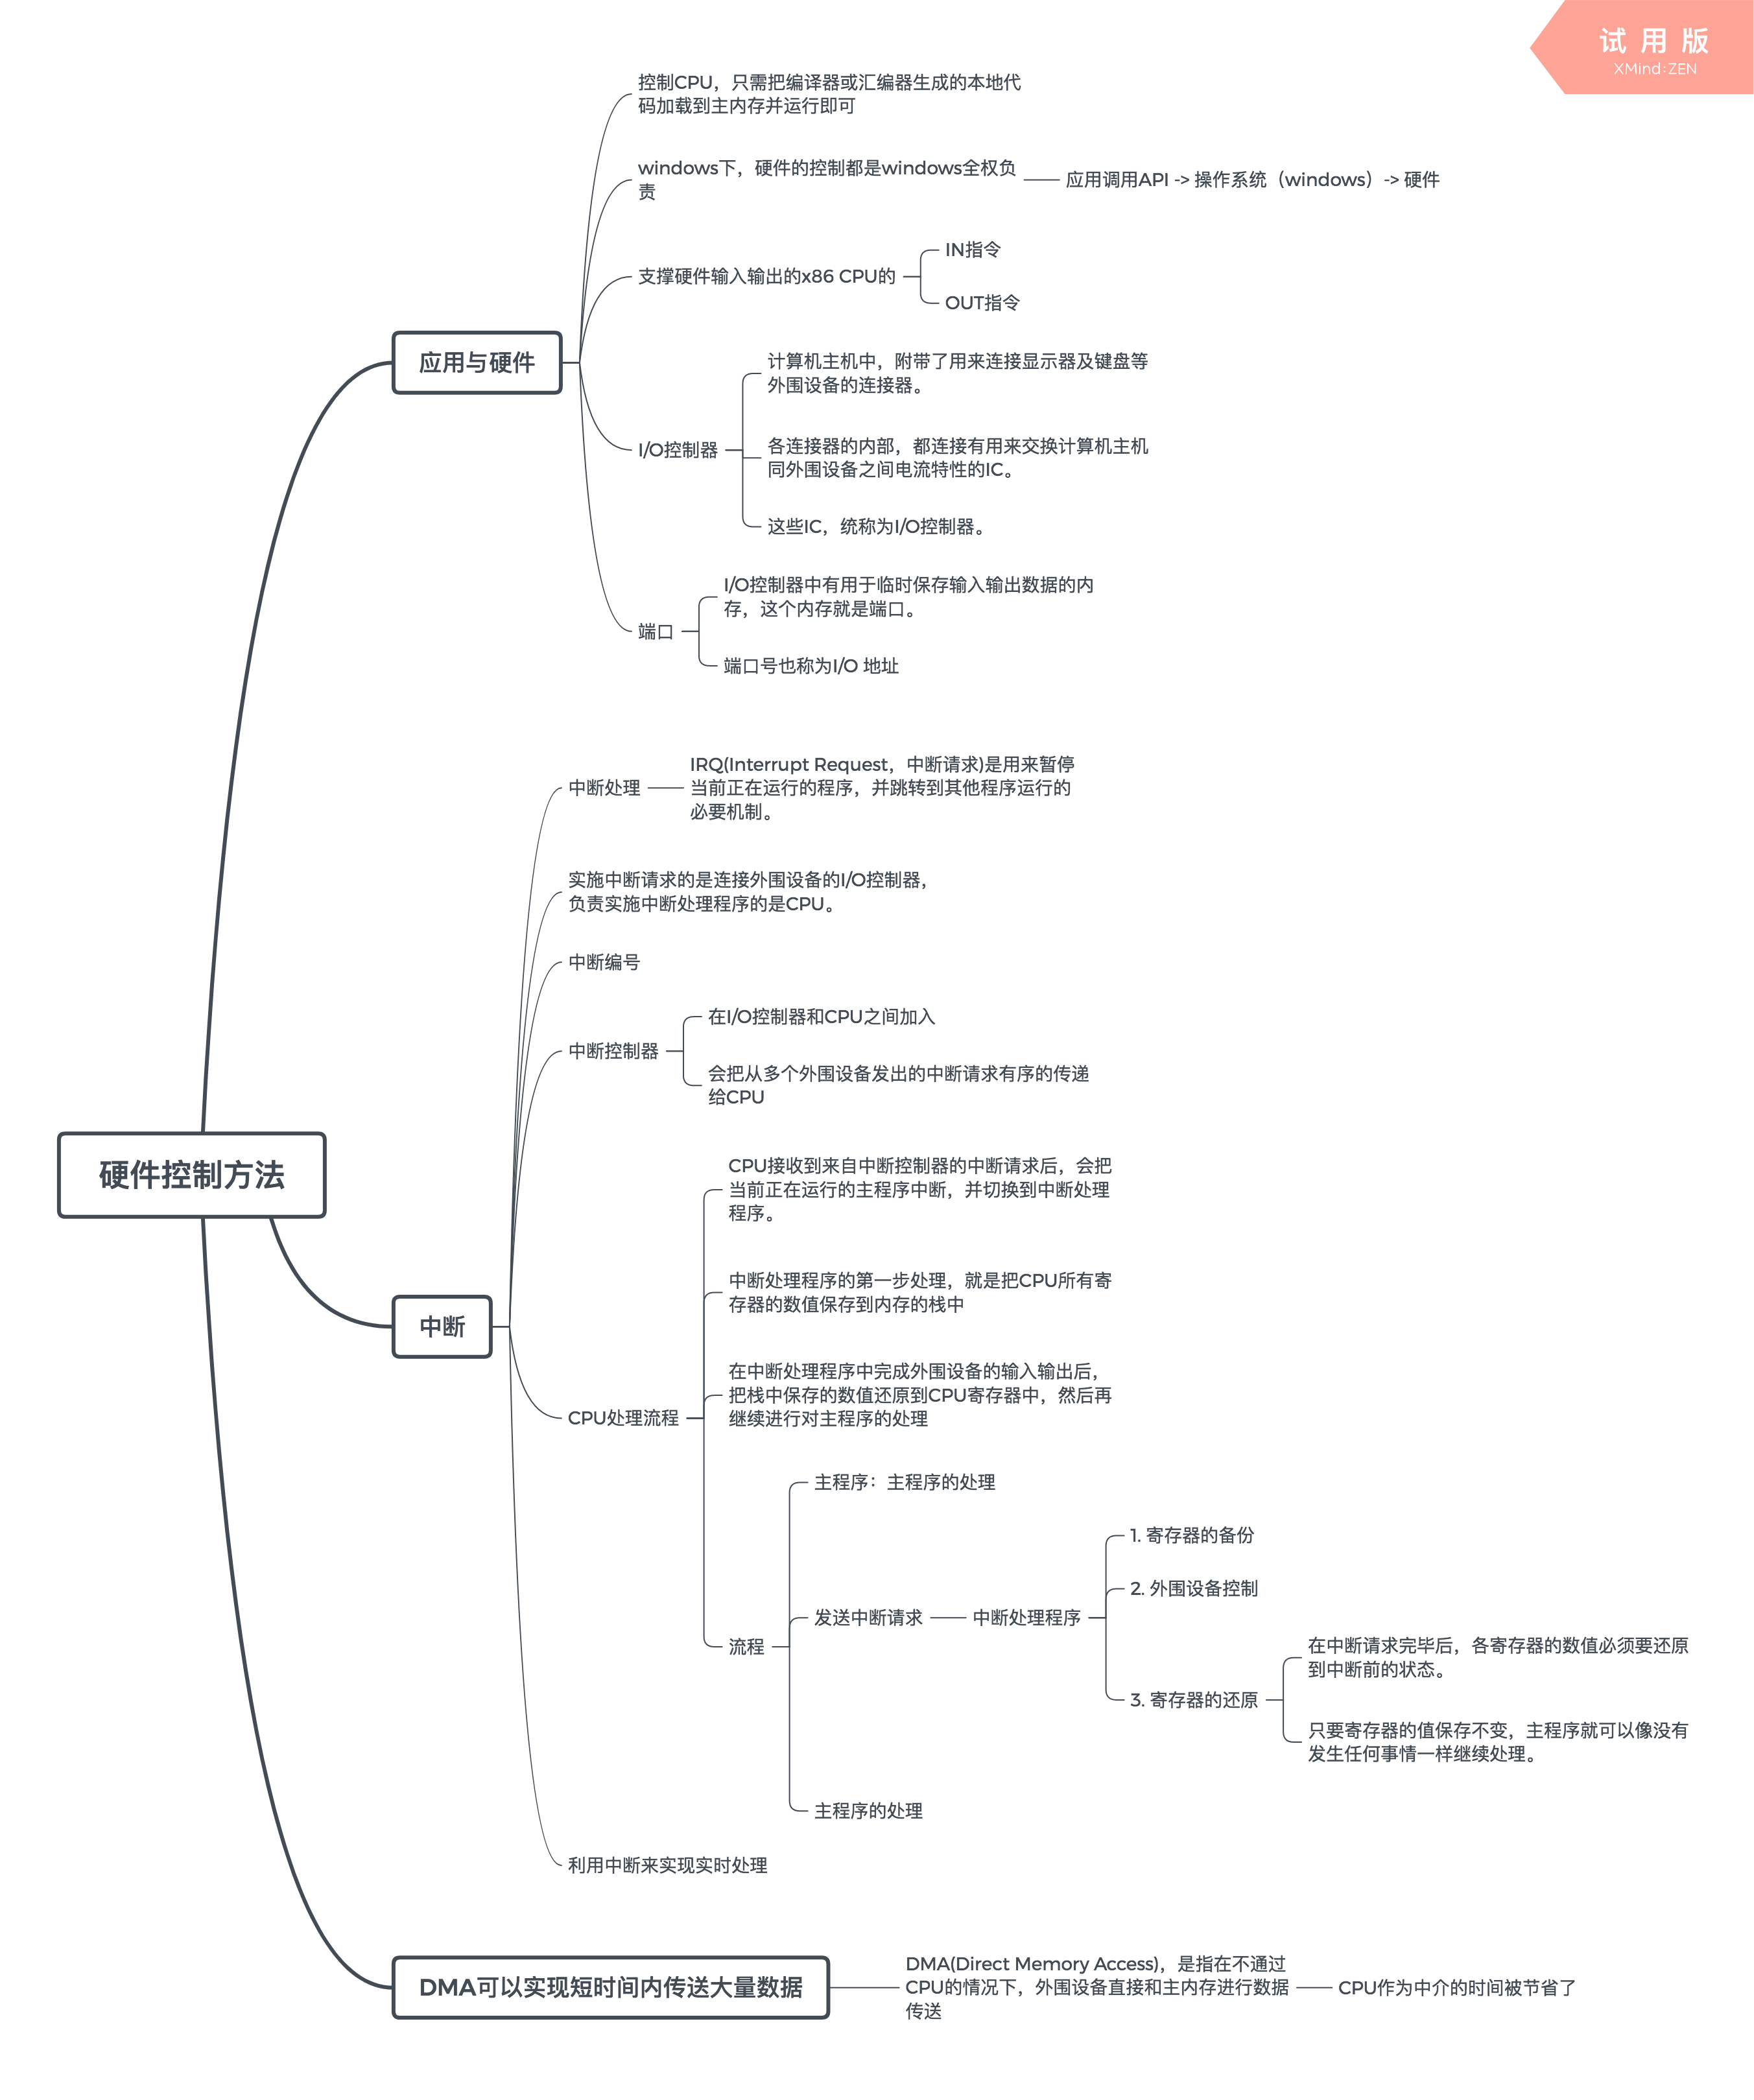 试用版
XMind:ZEN
控制CPU，只需把编译器或汇编器生成的本地代
码加载到主内存并运行即可
windows下，硬件的控制都是windows全权负
责
应用调用API -> 操作系统（windows）-> 硬件
支撑硬件输入输出的x86 CPU的
IN指令
OUT指令
应用与硬件
计算机主机中，附带了用来连接显示器及键盘等
外围设备的连接器。
I/O控制器
各连接器的内部，都连接有用来交换计算机主机
同外围设备之间电流特性的IC。
这些IC，统称为I/O控制器。
I/O控制器中有用于临时保存输入输出数据的内
存，这个内存就是端口。
端口
端口号也称为I/O 地址
中断处理
IRQ(Interrupt Request，中断请求)是用来暂停
当前正在运行的程序，并跳转到其他程序运行的
必要机制。
实施中断请求的是连接外围设备的I/O控制器，
负责实施中断处理程序的是CPU。
中断编号
中断控制器
在I/O控制器和CPU之间加入
会把从多个外围设备发出的中断请求有序的传递
给CPU
硬件控制方法
CPU接收到来自中断控制器的中断请求后，会把
当前正在运行的主程序中断，并切换到中断处理
程序。
中断处理程序的第一步处理，就是把CPU所有寄
存器的数值保存到内存的栈中
中断
在中断处理程序中完成外围设备的输入输出后，
把栈中保存的数值还原到CPU寄存器中，然后再
继续进行对主程序的处理
CPU处理流程
主程序：主程序的处理
流程
发送中断请求
中断处理程序
1. 寄存器的备份
2. 外围设备控制
3. 寄存器的还原
在中断请求完毕后，各寄存器的数值必须要还原
到中断前的状态。
只要寄存器的值保存不变，主程序就可以像没有
发生任何事情一样继续处理。
主程序的处理
利用中断来实现实时处理
DMA可以实现短时间内传送大量数据
DMA(Direct Memory Access)，是指在不通过
CPU的情况下，外围设备直接和主内存进行数据
传送
CPU作为中介的时间被节省了